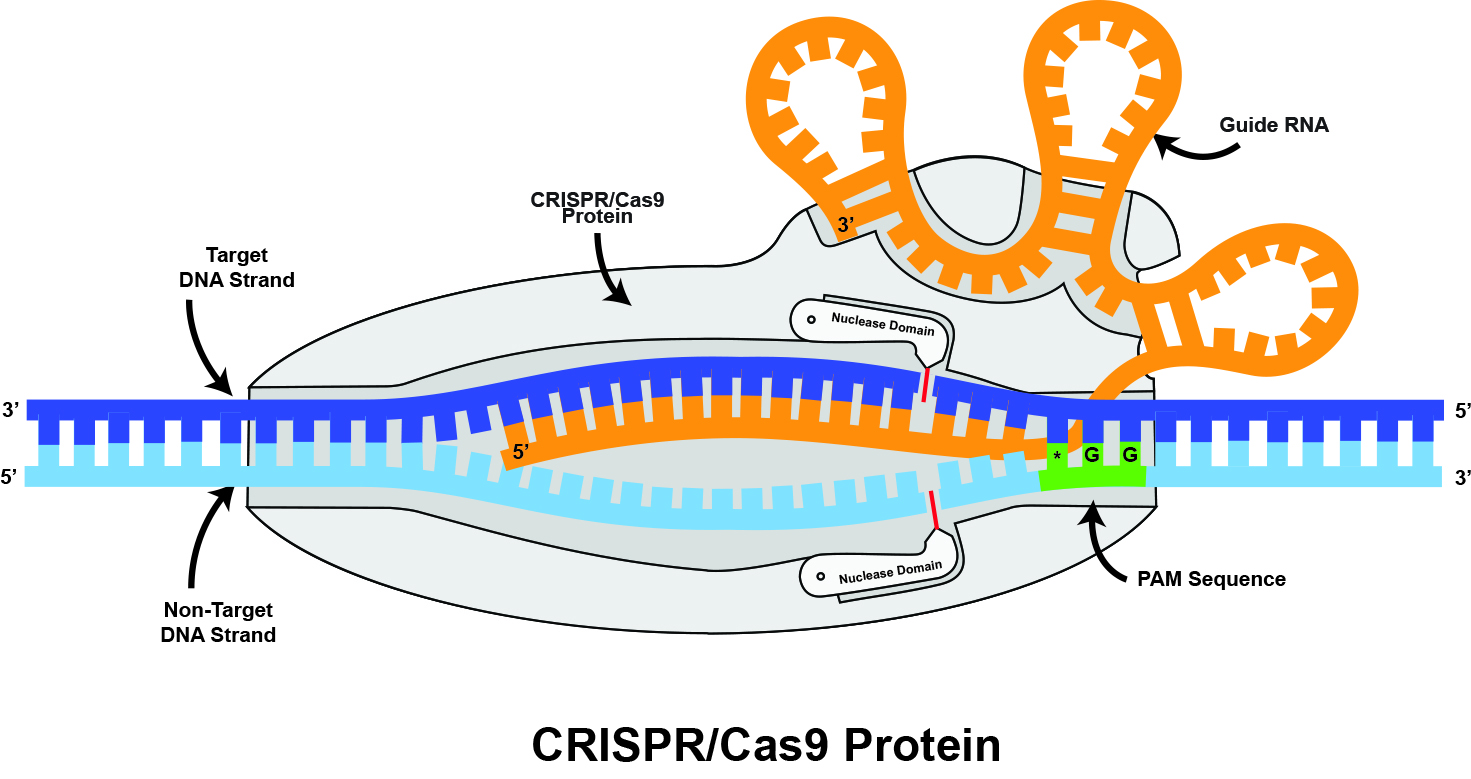 Guide RNA
CRISPR/Cas9
Protein
3’
Target
DNA Strand
Nuclease Domain
3’
5’
5’
* G G
5’
3’
Nuclease Domain
PAM Sequence
Non-Target
DNA Strand
CRISPR/Cas9 Protein